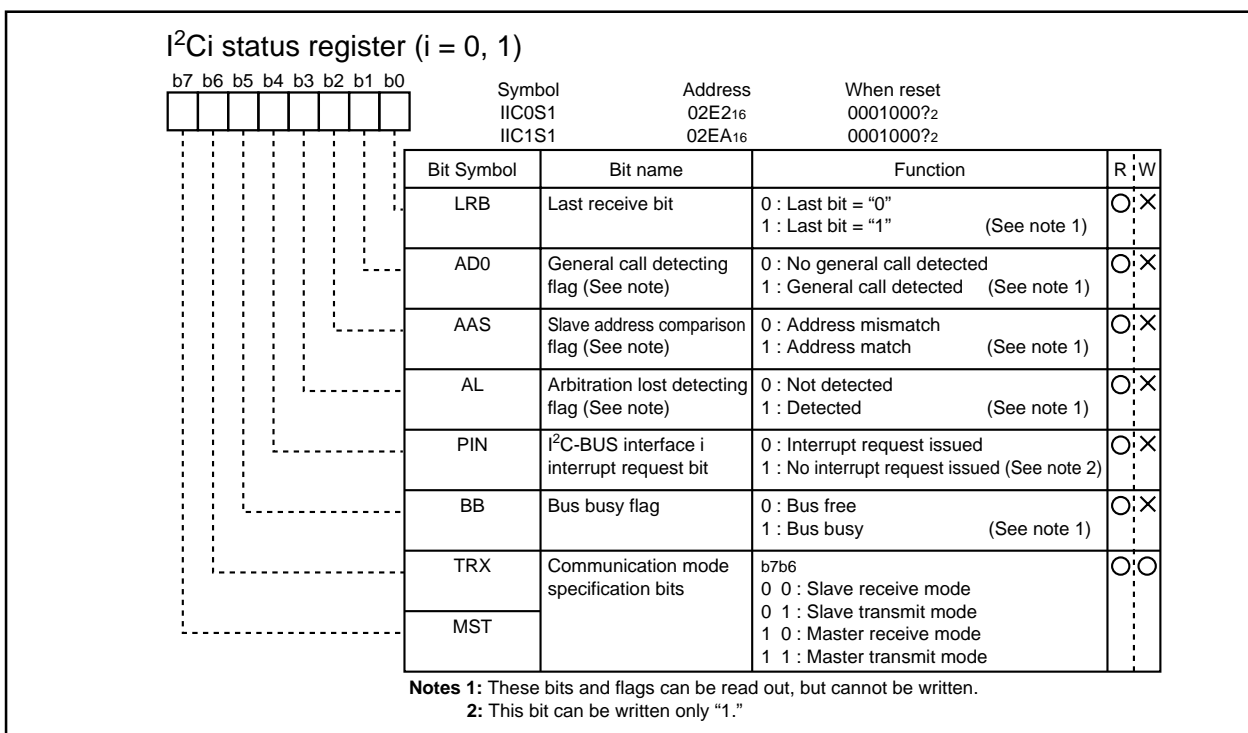 I²Ci status register (i = 0, 1)
b7 b6 b5 b4 b3 b2 b1 b0
Symbol Address When reset
IIC0S1 02E216 0001000?2
IIC1S1 02EA16 0001000?2
Bit Symbol Bit name Function R W
LRB Last receive bit 0 : Last bit = “0” ○ ×
1 : Last bit = “1” (See note 1)
AD0 General call detecting 0 : No general call detected ○ ×
flag (See note) 1 : General call detected (See note 1)
AAS Slave address comparison 0 : Address mismatch ○ ×
flag (See note) 1 : Address match (See note 1)
AL Arbitration lost detecting 0 : Not detected ○ ×
flag (See note) 1 : Detected (See note 1)
PIN I²C-BUS interface i 0 : Interrupt request issued ○ ×
interrupt request bit 1 : No interrupt request issued (See note 2)
BB Bus busy flag 0 : Bus free ○ ×
1 : Bus busy (See note 1)
TRX Communication mode b7b6 ○ ○
specification bits 0 0 : Slave receive mode
0 1 : Slave transmit mode
MST 1 0 : Master receive mode
1 1 : Master transmit mode
Notes 1: These bits and flags can be read out, but cannot be written.
2: This bit can be written only “1.”